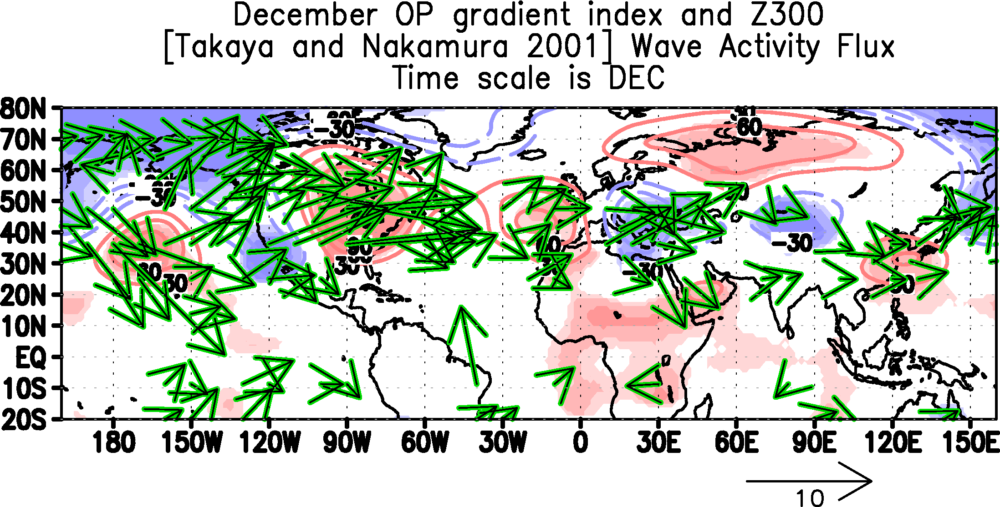 December OP gradient index and Z300
[Takaya and Nakamura 2001] Wave Activity Flux
Time scale is DEC
80N
70N
60N
50N
40N
30N
20N
10N
EQ
10S
20S
-30
60
-30
-30
90
30
30
-30
30
180
150W
120W
90W
60W
30W
0
30E
60E
90E
120E
150E
10